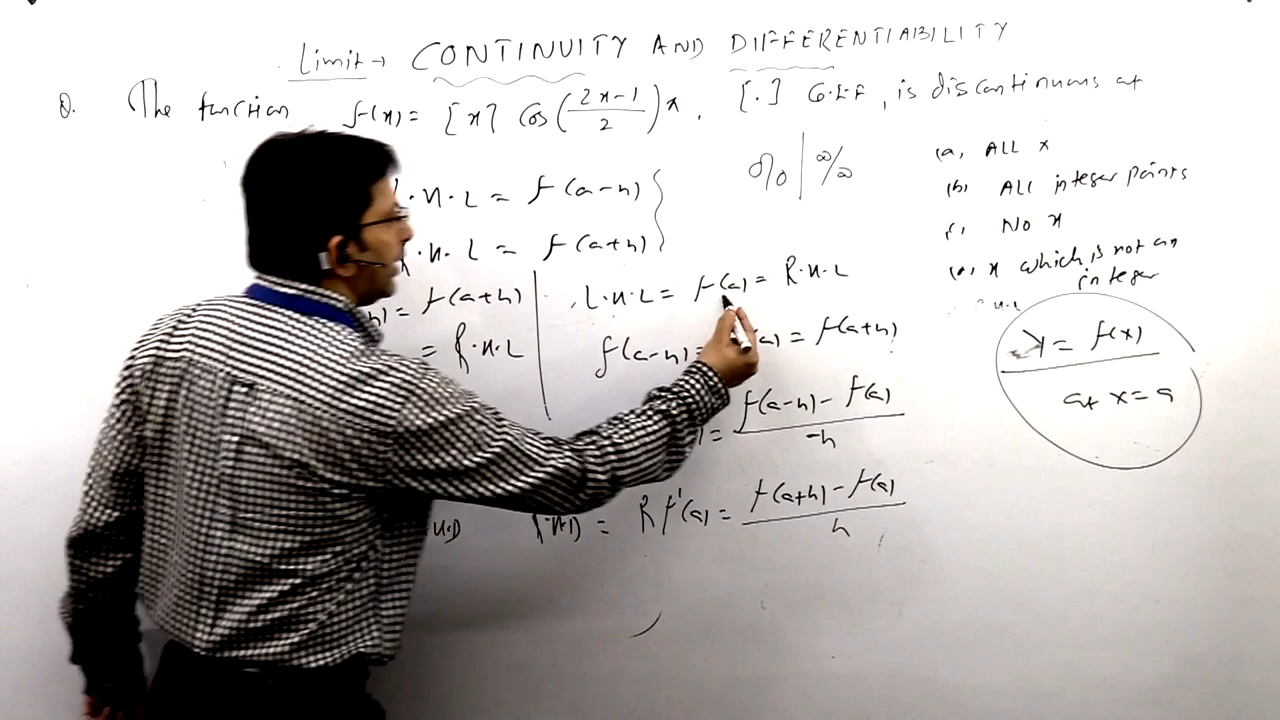 Limit → CONTINUITY AND DIFFERENTIABILITY
Q. The function f(x) = [x] cos(2x-1/2)π, [.] G.I.F, is discontinuous at
(a) ALL x
(b) All integer points
(c) No x
(d) x which is not an integer
0/0 | ∞/∞
.H.L = f(a-h)
R.H.L = f(a+h)
= f(a+h)
= R.H.L
L.H.L = f(a) = R.H.L
f(a-h) = (a) = f(a+h)
= f(a-h) - f(a) / -h
R.H.D = R f'(a) = f(a+h) - f(a) / h
H.D
y = f(x)
at x = a